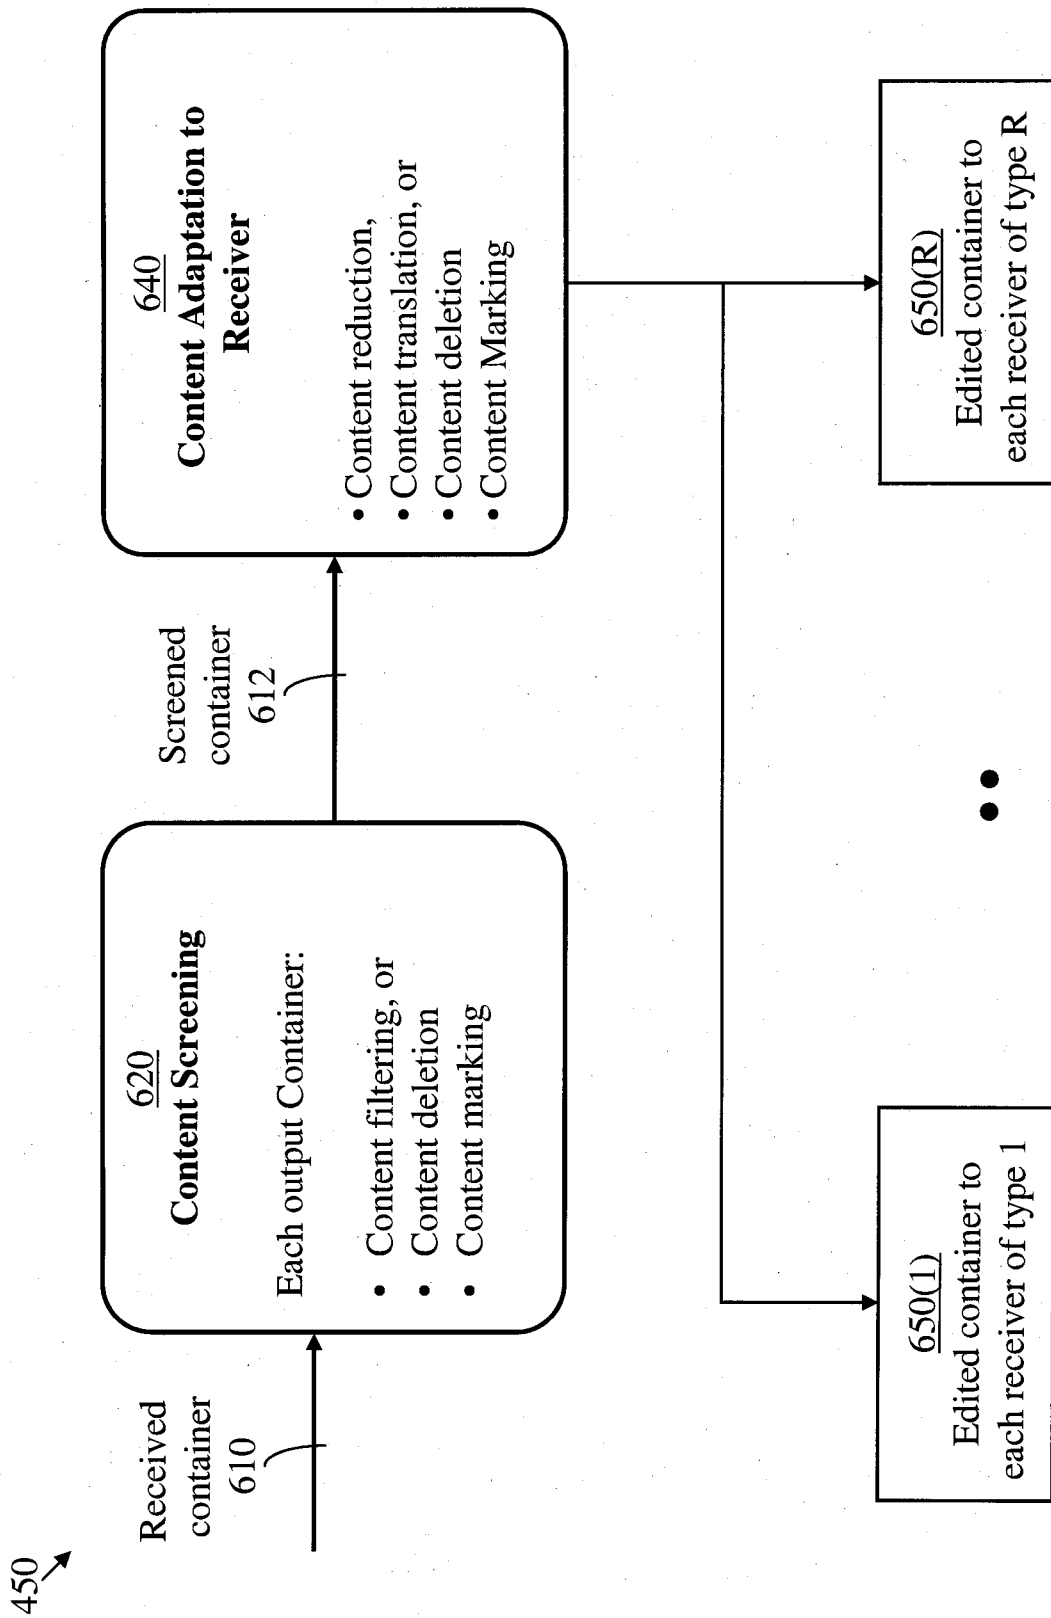 450
Received
container
610
620
Content Screening
Each output Container:
• Content filtering, or
• Content deletion
• Content marking
Screened
container
612
640
Content Adaptation to
Receiver
• Content reduction,
• Content translation, or
• Content deletion
• Content Marking
650(1)
Edited container to
each receiver of type 1
650(R)
Edited container to
each receiver of type R